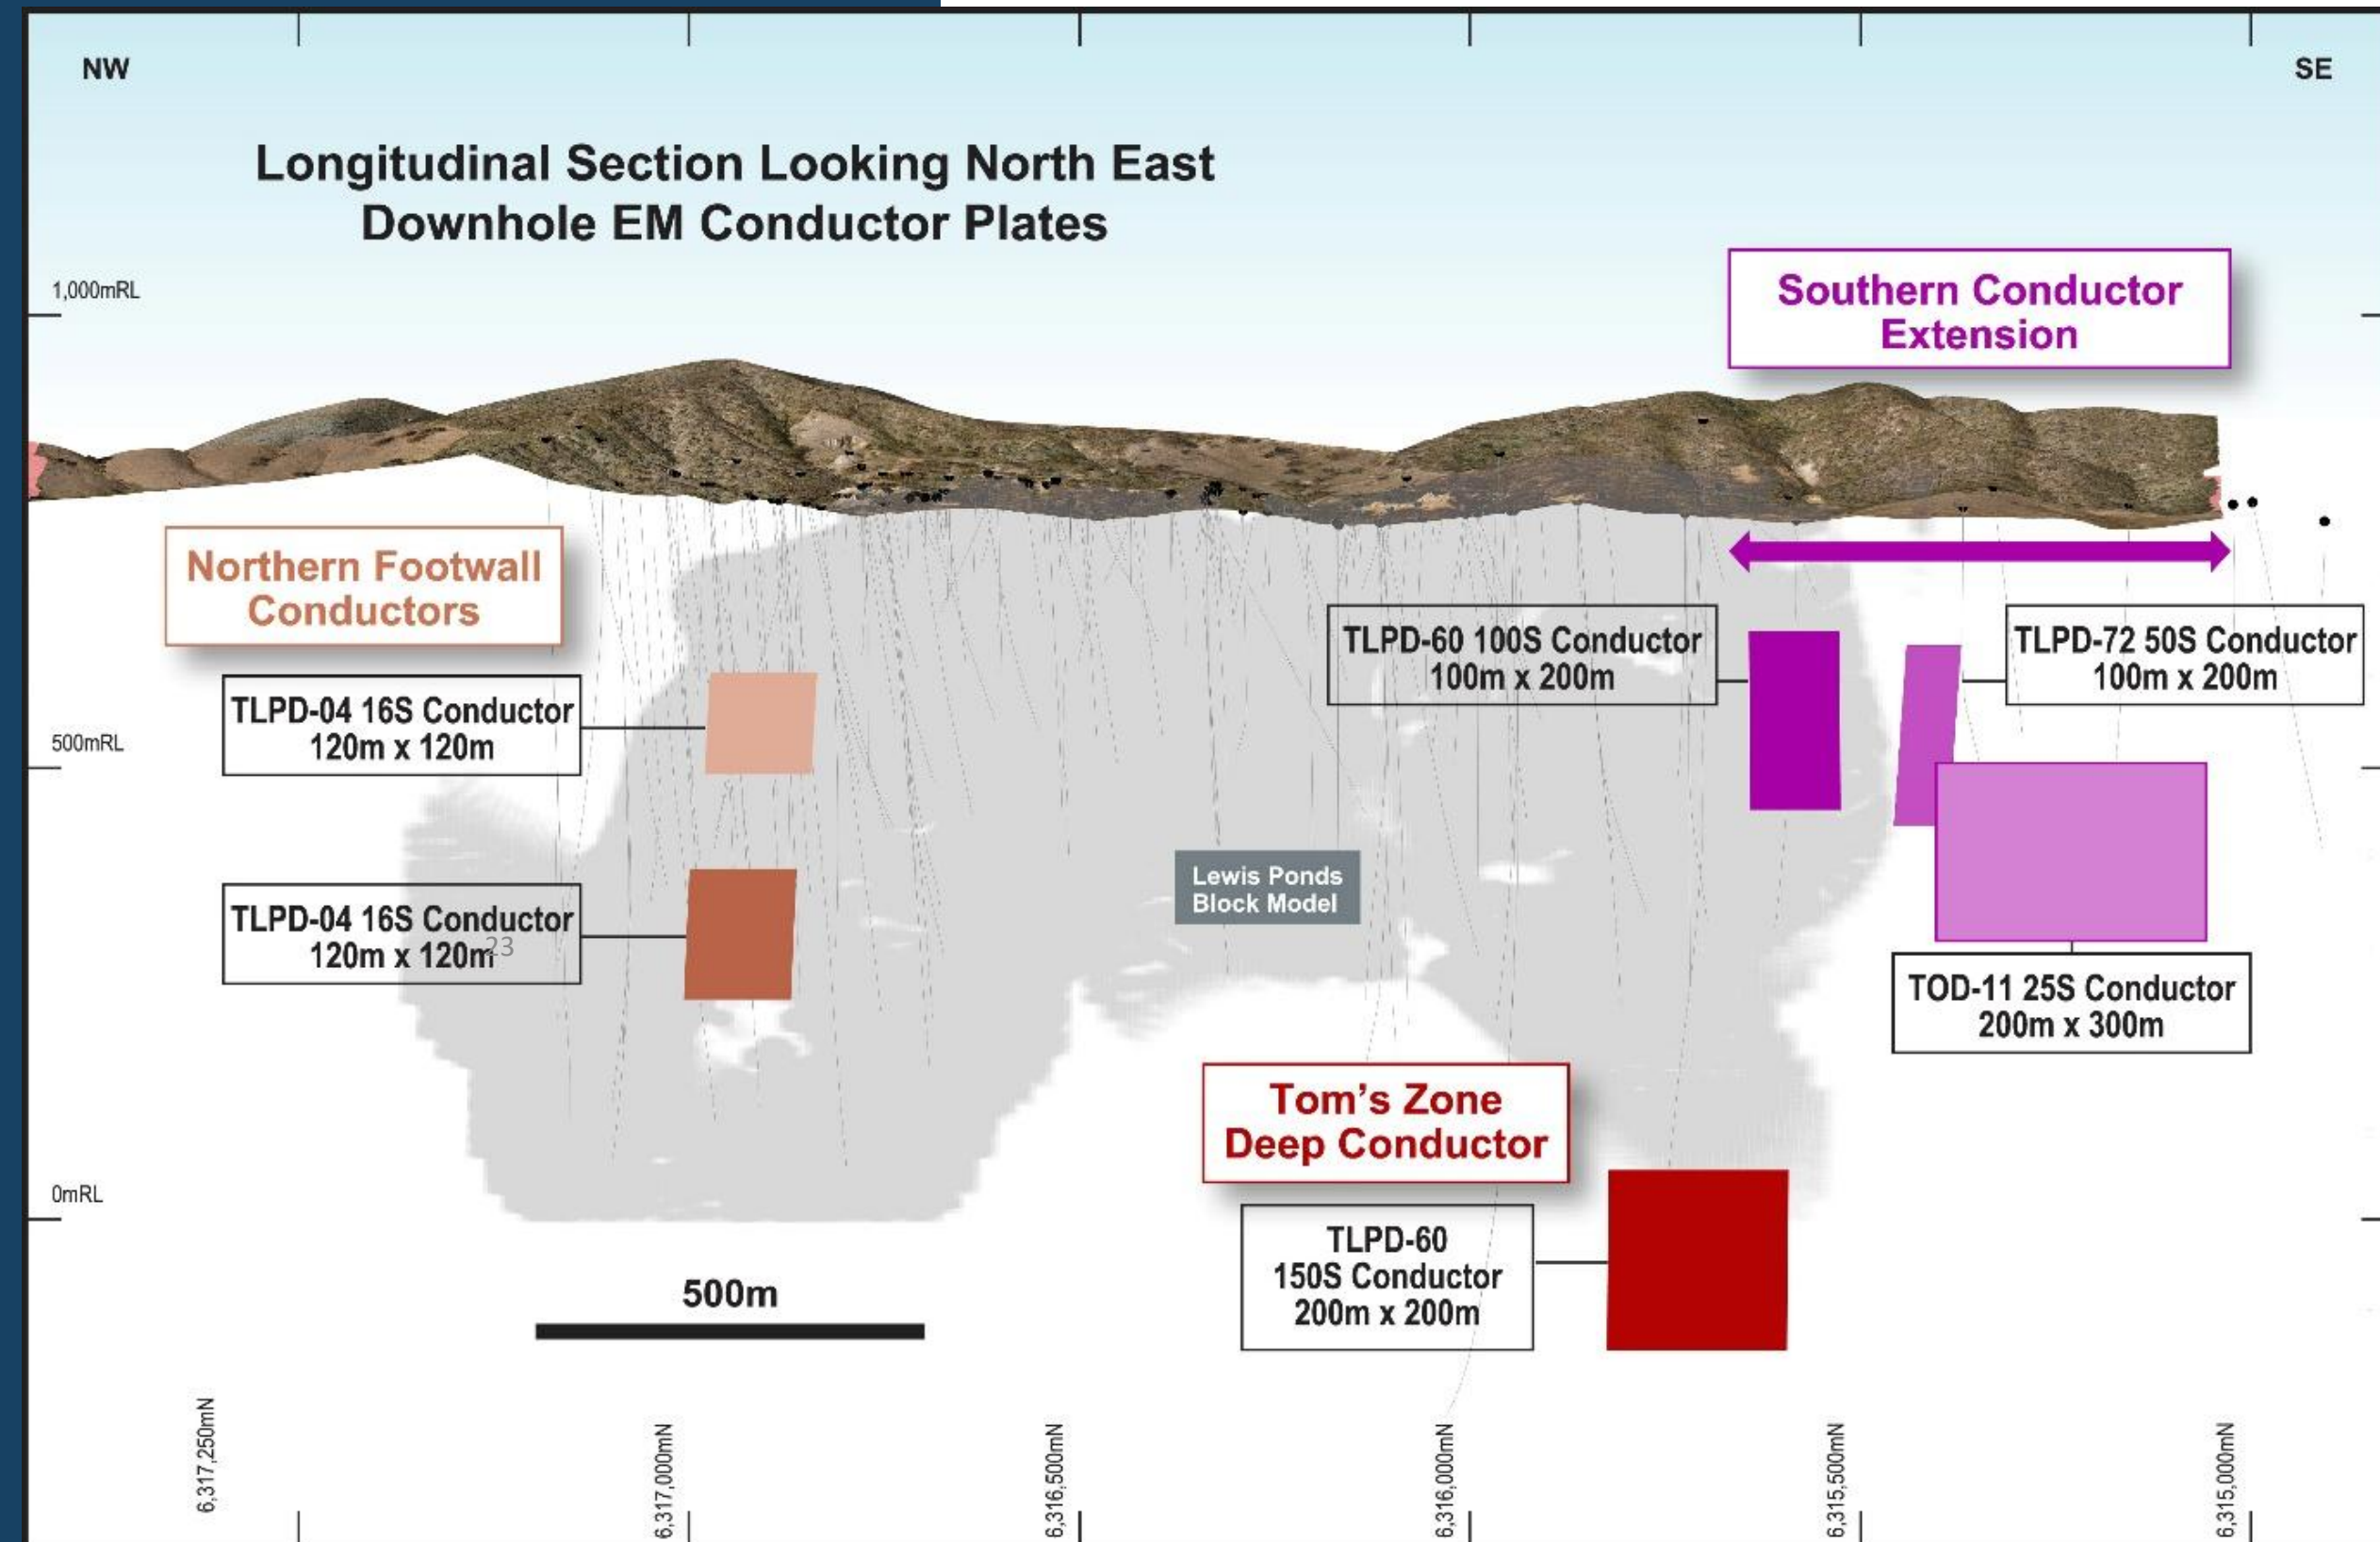 NW
SE
Longitudinal Section Looking North East
Downhole EM Conductor Plates
1,000mRL
Southern Conductor
Extension
Northern Footwall
Conductors
TLPD-60 100S Conductor
100m x 200m
TLPD-72 50S Conductor
100m x 200m
TLPD-04 16S Conductor
120m x 120m
500mRL
Lewis Ponds
Block Model
TLPD-04 16S Conductor
120m x 120m
23
TOD-11 25S Conductor
200m x 300m
Tom's Zone
Deep Conductor
0mRL
TLPD-60
150S Conductor
200m x 200m
500m
6,317,250mN
6,317,000mN
6,316,500mN
6,316,000mN
6,315,500mN
6,315,000mN